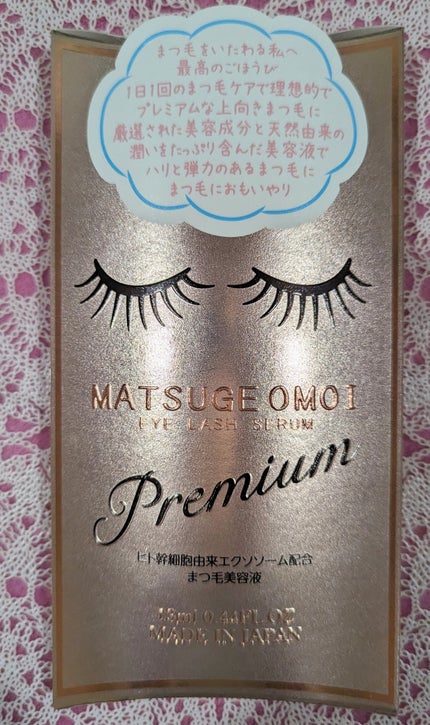 まつ毛をいたわる私へ
最高のごほうび
1日1回のまつ毛ケアで理想的で
プレミアムな上向きまつ毛に
厳選された美容成分と天然由来の
潤いをたっぷり含んだ美容液で
ハリと弾力のあるまつ毛に
まつ毛におもいやり
MATSUGE OMOI
EYE LASH SERUM
Premium
ヒト幹細胞由来エクソソーム配合
まつ毛美容液
13ml 0.44FL OZ
MADE IN JAPAN